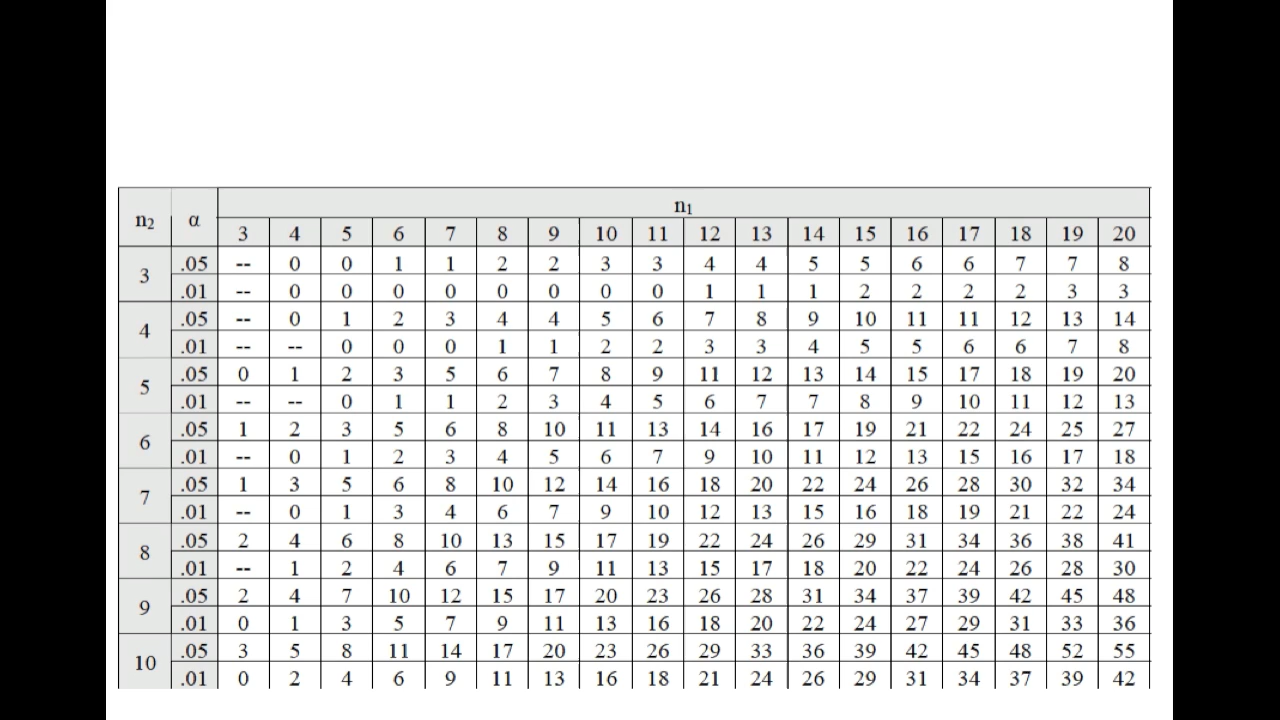 n₂ α n₁
3 4 5 6 7 8 9 10 11 12 13 14 15 16 17 18 19 20
3 .05 -- 0 0 1 1 2 2 3 3 4 4 5 5 6 6 7 7 8
.01 -- 0 0 0 0 0 0 0 0 1 1 1 2 2 2 2 3 3
4 .05 -- 0 1 2 3 4 4 5 6 7 8 9 10 11 11 12 13 14
.01 -- -- 0 0 0 1 1 2 2 3 3 4 5 5 6 6 7 8
5 .05 0 1 2 3 5 6 7 8 9 11 12 13 14 15 17 18 19 20
.01 -- -- 0 1 1 2 3 4 5 6 7 7 8 9 10 11 12 13
6 .05 1 2 3 5 6 8 10 11 13 14 16 17 19 21 22 24 25 27
.01 -- 0 1 2 3 4 5 6 7 9 10 11 12 13 15 16 17 18
7 .05 1 3 5 6 8 10 12 14 16 18 20 22 24 26 28 30 32 34
.01 -- 0 1 3 4 6 7 9 10 12 13 15 16 18 19 21 22 24
8 .05 2 4 6 8 10 13 15 17 19 22 24 26 29 31 34 36 38 41
.01 -- 1 2 4 6 7 9 11 13 15 17 18 20 22 24 26 28 30
9 .05 2 4 7 10 12 15 17 20 23 26 28 31 34 37 39 42 45 48
.01 0 1 3 5 7 9 11 13 16 18 20 22 24 27 29 31 33 36
10 .05 3 5 8 11 14 17 20 23 26 29 33 36 39 42 45 48 52 55
.01 0 2 4 6 9 11 13 16 18 21 24 26 29 31 34 37 39 42